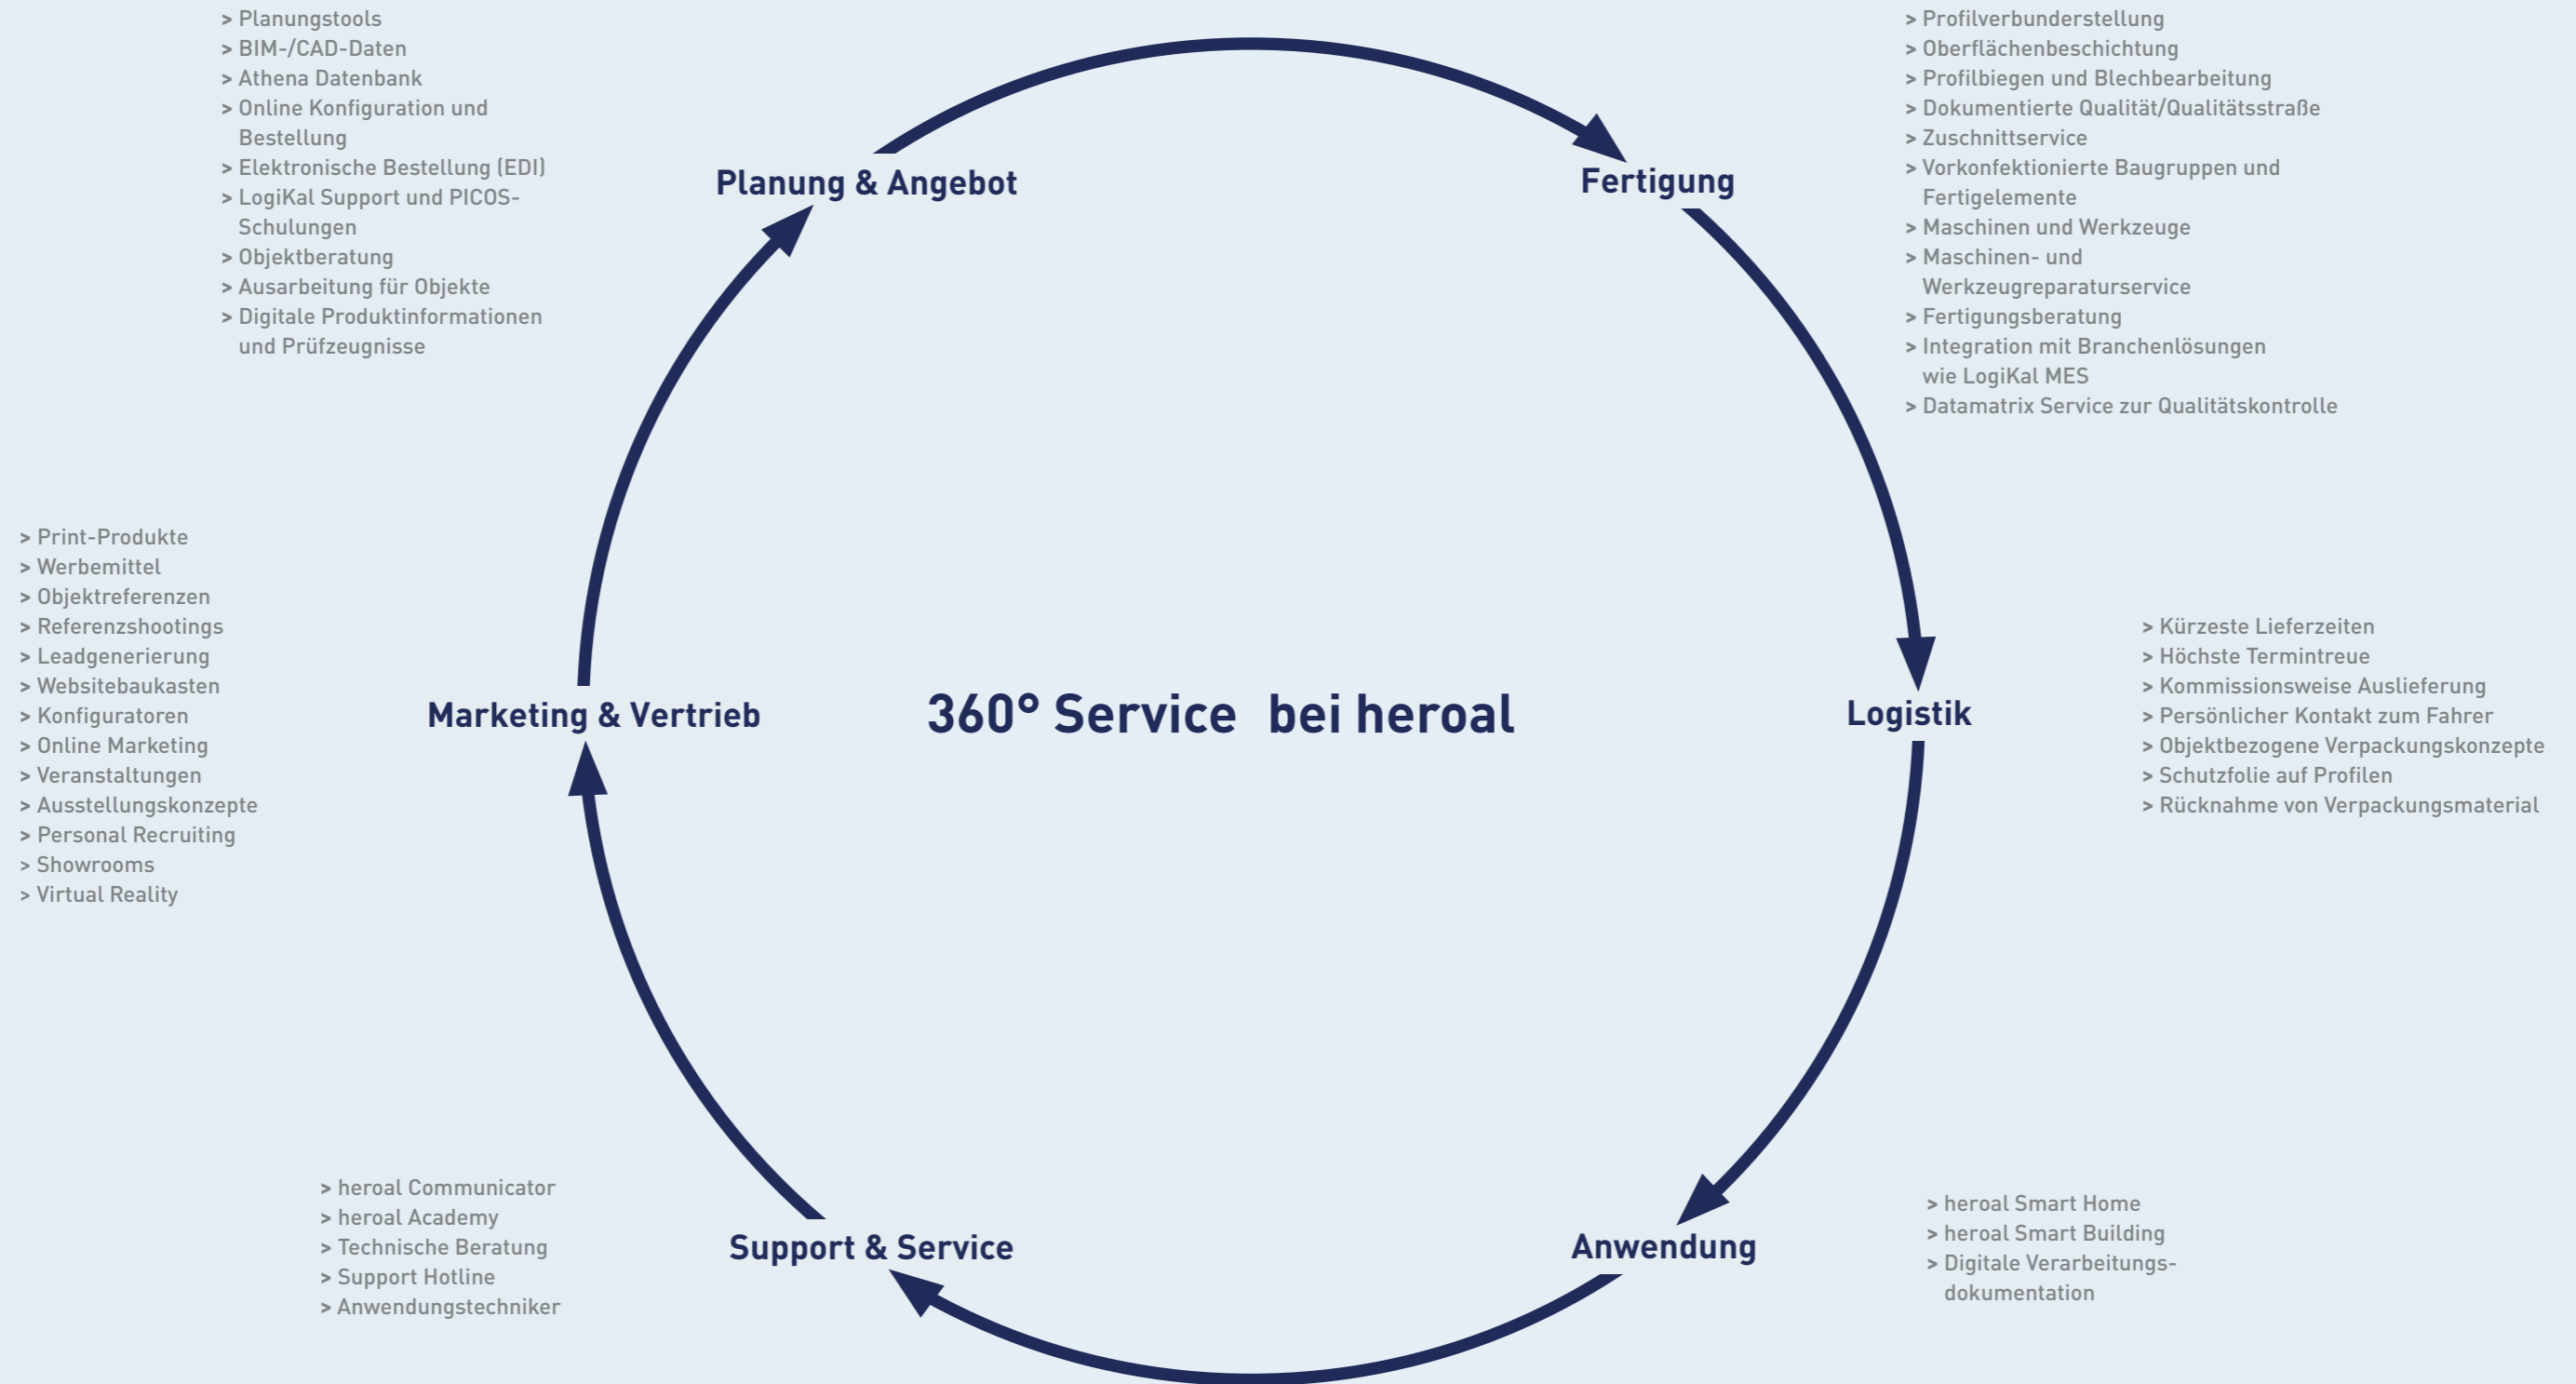 > Planungstools
> BIM-/CAD-Daten
> Athena Datenbank
> Online Konfiguration und
Bestellung
> Elektronische Bestellung (EDI)
> LogiKal Support und PICOS-
Schulungen
> Objektberatung
> Ausarbeitung für Objekte
> Digitale Produktinformationen
und Prüfzeugnisse
Planung & Angebot
Fertigung
> Profilverbunderstellung
> Oberflächenbeschichtung
> Profilbiegen und Blechbearbeitung
> Dokumentierte Qualität/Qualitätsstraße
> Zuschnittservice
> Vorkonfektionierte Baugruppen und
Fertigelemente
> Maschinen und Werkzeuge
> Maschinen- und
Werkzeugreparaturservice
> Fertigungsberatung
> Integration mit Branchenlösungen
wie LogiKal MES
> Datamatrix Service zur Qualitätskontrolle
> Print-Produkte
> Werbemittel
> Objektreferenzen
> Referenzshootings
> Leadgenerierung
> Websitebaukasten
> Konfiguratoren
> Online Marketing
> Veranstaltungen
> Ausstellungskonzepte
> Personal Recruiting
> Showrooms
> Virtual Reality
Marketing & Vertrieb
360° Service bei heroal
Logistik
> Kürzeste Lieferzeiten
> Höchste Termintreue
> Kommissionsweise Auslieferung
> Persönlicher Kontakt zum Fahrer
> Objektbezogene Verpackungskonzepte
> Schutzfolie auf Profilen
> Rücknahme von Verpackungsmaterial
> heroal Communicator
> heroal Academy
> Technische Beratung
> Support Hotline
> Anwendungstechniker
Support & Service
Anwendung
> heroal Smart Home
> heroal Smart Building
> Digitale Verarbeitungs-
dokumentation